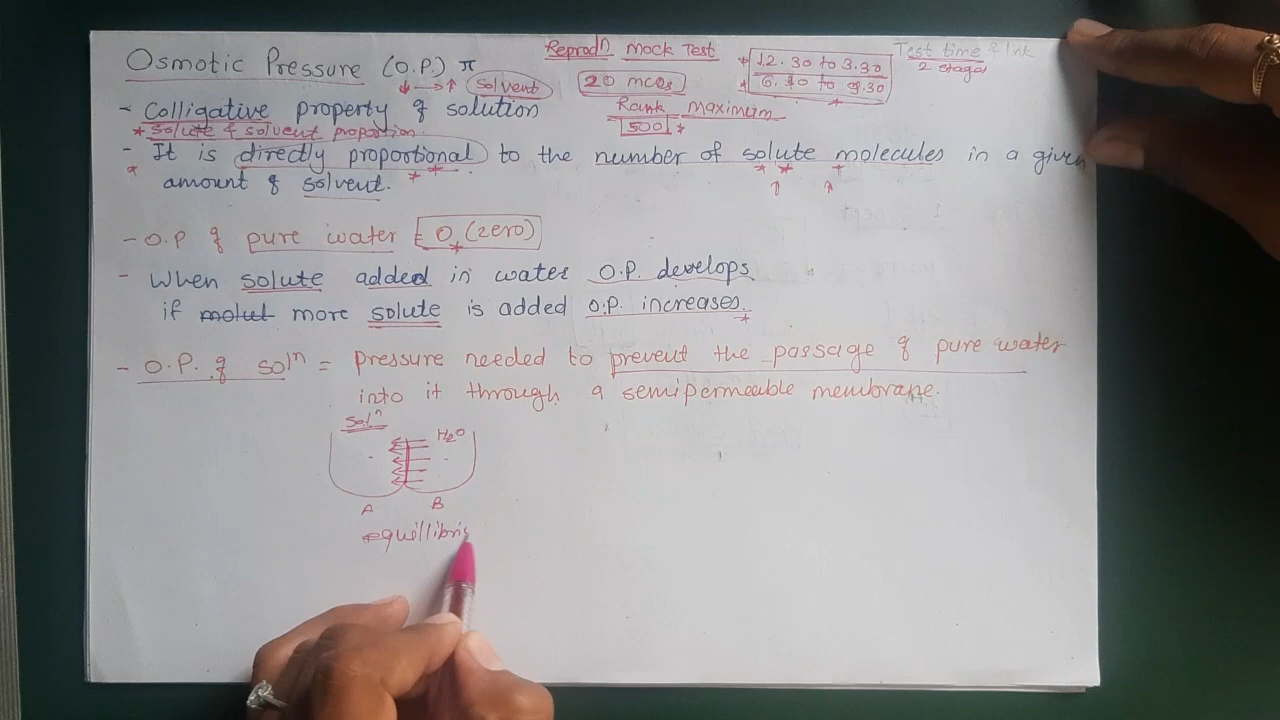 Osmotic Pressure (O.P.) π
↓ → ↑ solvent
Reprodⁿ Mock Test
20 mcqs
* 12.30 to 3.30
* 6.30 to 9.30
*
Test time & link
2 stages
Rank maximum
500 *
- Colligative property of solution
* solute & solvent proportion.
- It is directly proportional to the number of solute molecules in a given
amount of solvent.
- O.P of pure water = 0 (zero)
- When solute added in water O.P. develops
if more solute is added O.P. increases.
- O.P. of solⁿ = pressure needed to prevent the passage of pure water
into it through a semipermeable membrane.
Solⁿ
H₂O
A B
equillibri